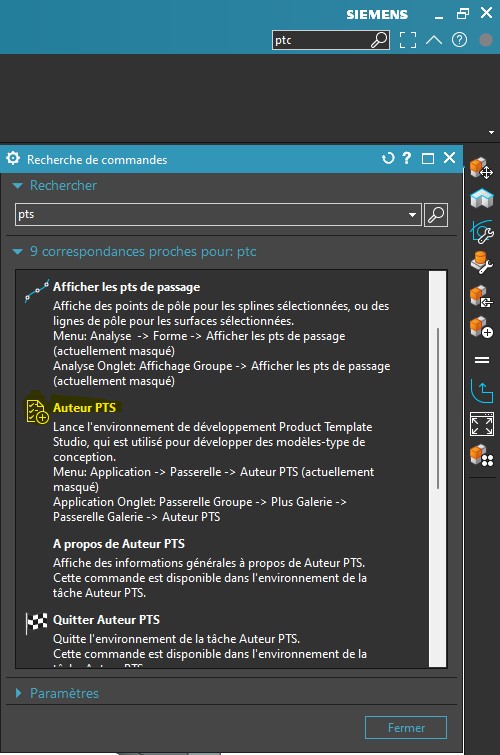 SIEMENS
ptc
Recherche de commandes
Rechercher
pts
9 correspondances proches pour: ptc
Afficher les pts de passage
Affiche des points de pôle pour les splines sélectionnées, ou des
lignes de pôle pour les surfaces sélectionnées.
Menu: Analyse -> Forme -> Afficher les pts de passage
(actuellement masqué)
Analyse Onglet: Affichage Groupe -> Afficher les pts de passage
(actuellement masqué)
Auteur PTS
Lance l'environnement de développement Product Template
Studio, qui est utilisé pour développer des modèles-type de
conception.
Menu: Application -> Passerelle -> Auteur PTS (actuellement
masqué)
Application Onglet: Passerelle Groupe -> Plus Galerie ->
Passerelle Galerie -> Auteur PTS
A propos de Auteur PTS
Affiche des informations générales à propos de Auteur PTS.
Cette commande est disponible dans l'environnement de la
tâche Auteur PTS.
Quitter Auteur PTS
Quitte l'environnement de la tâche Auteur PTS.
Cette commande est disponible dans l'environnement de la
tâche Auteur PTS.
Paramètres
Fermer